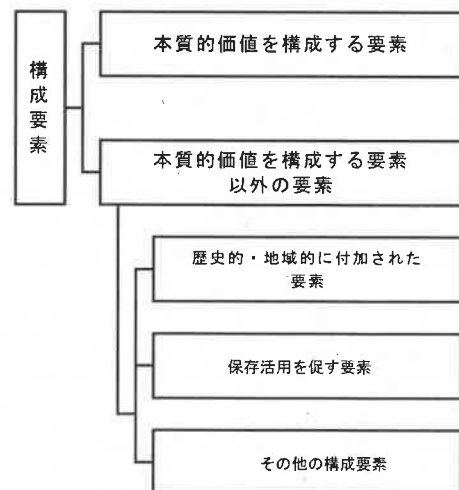 構成要素
本質的価値を構成する要素
本質的価値を構成する要素
以外の要素
歴史的・地域的に付加された
要素
保存活用を促す要素
その他の構成要素